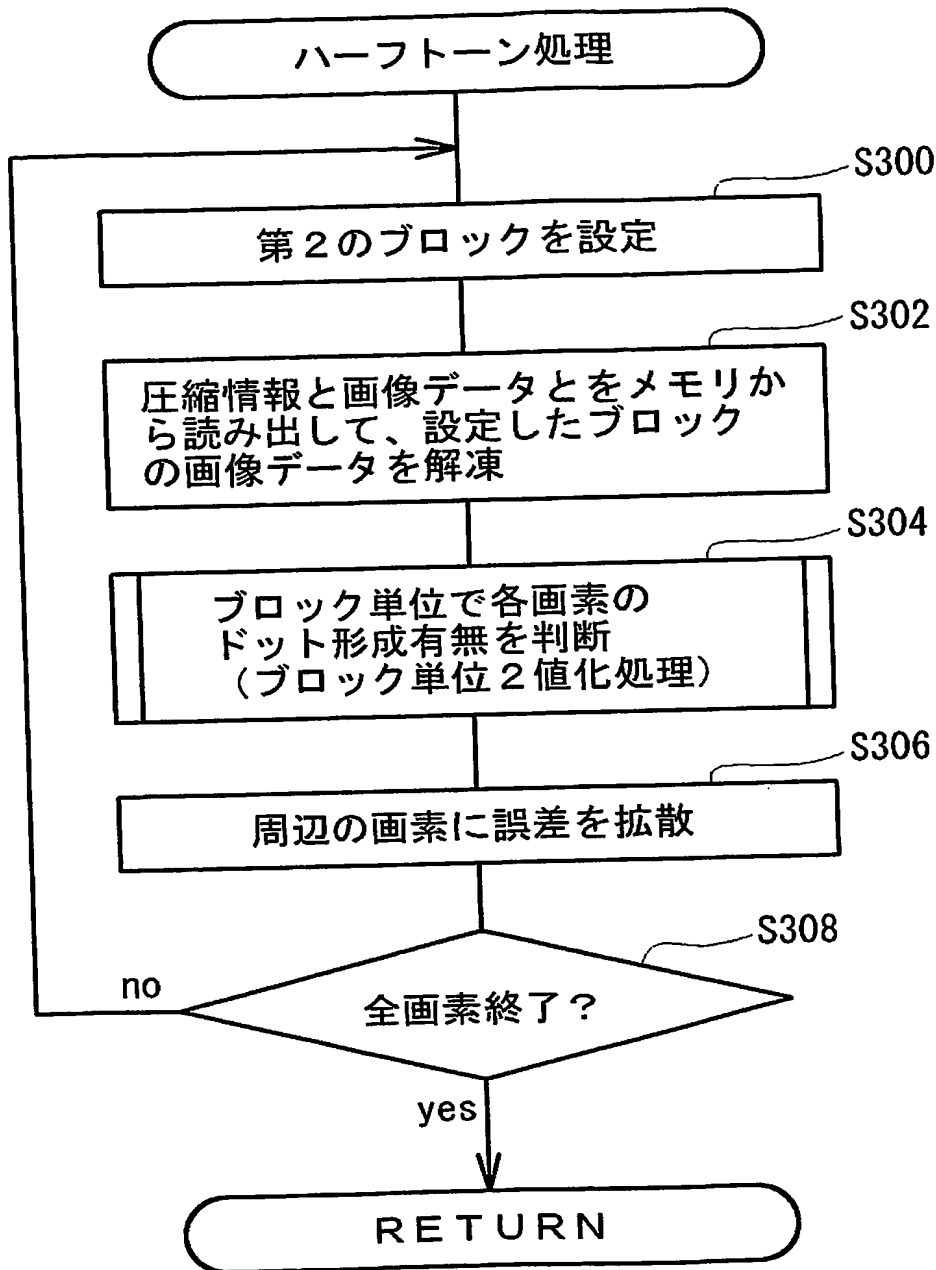 ハーフトーン処理
S300
第2のブロックを設定
S302
圧縮情報と画像データとをメモリか
ら読み出して、設定したブロック
の画像データを解凍
S304
ブロック単位で各画素の
ドット形成有無を判断
(ブロック単位2値化処理)
S306
周辺の画素に誤差を拡散
S308
no
全画素終了?
yes
RETURN